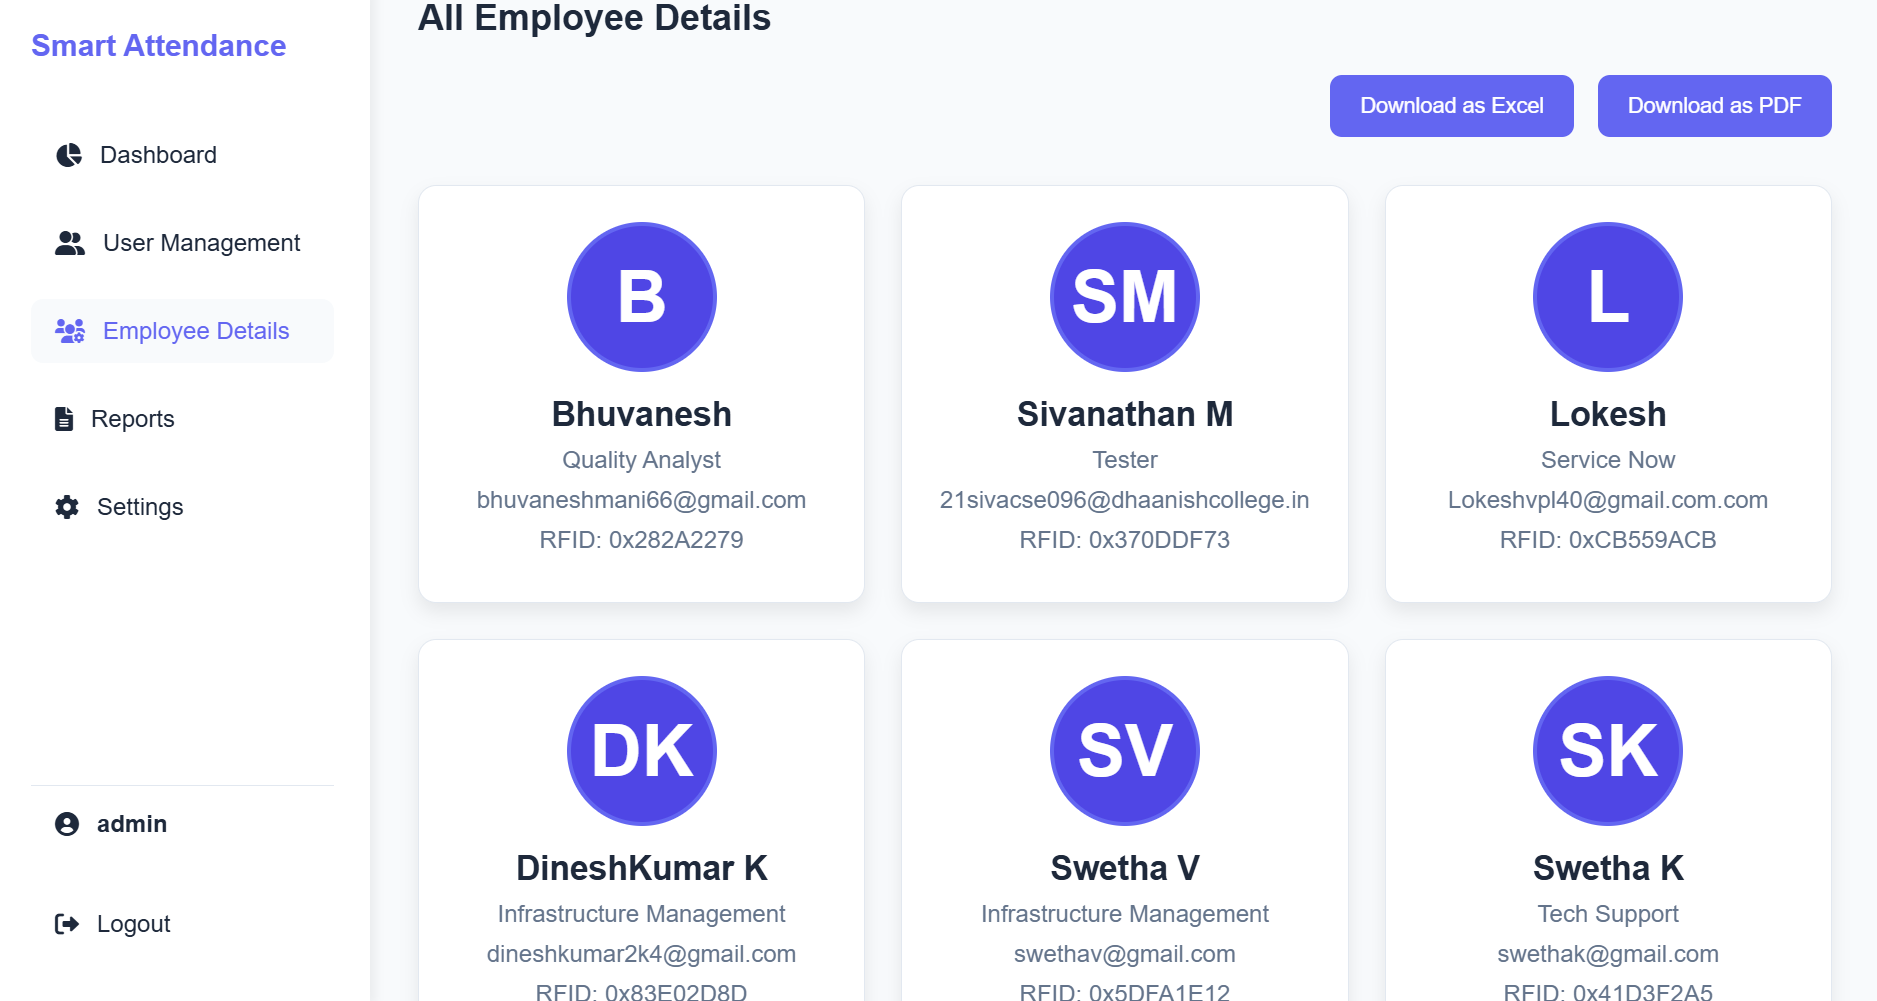 Smart Attendance
Dashboard
User Management
Employee Details
Reports
Settings
admin
Logout
All Employee Details
Download as Excel
Download as PDF
B
Bhuvanesh
Quality Analyst
bhuvaneshmani66@gmail.com
RFID: 0x282A2279
SM
Sivanathan M
Tester
21sivacse096@dhaanishcollege.in
RFID: 0x370DDF73
L
Lokesh
Service Now
Lokeshvpl40@gmail.com.com
RFID: 0xCB559ACB
DK
DineshKumar K
Infrastructure Management
dineshkumar2k4@gmail.com
RFID: 0x83E02D8D
SV
Swetha V
Infrastructure Management
swethav@gmail.com
RFID: 0x5DFA1E12
SK
Swetha K
Tech Support
swethak@gmail.com
RFID: 0x41D3F2A5